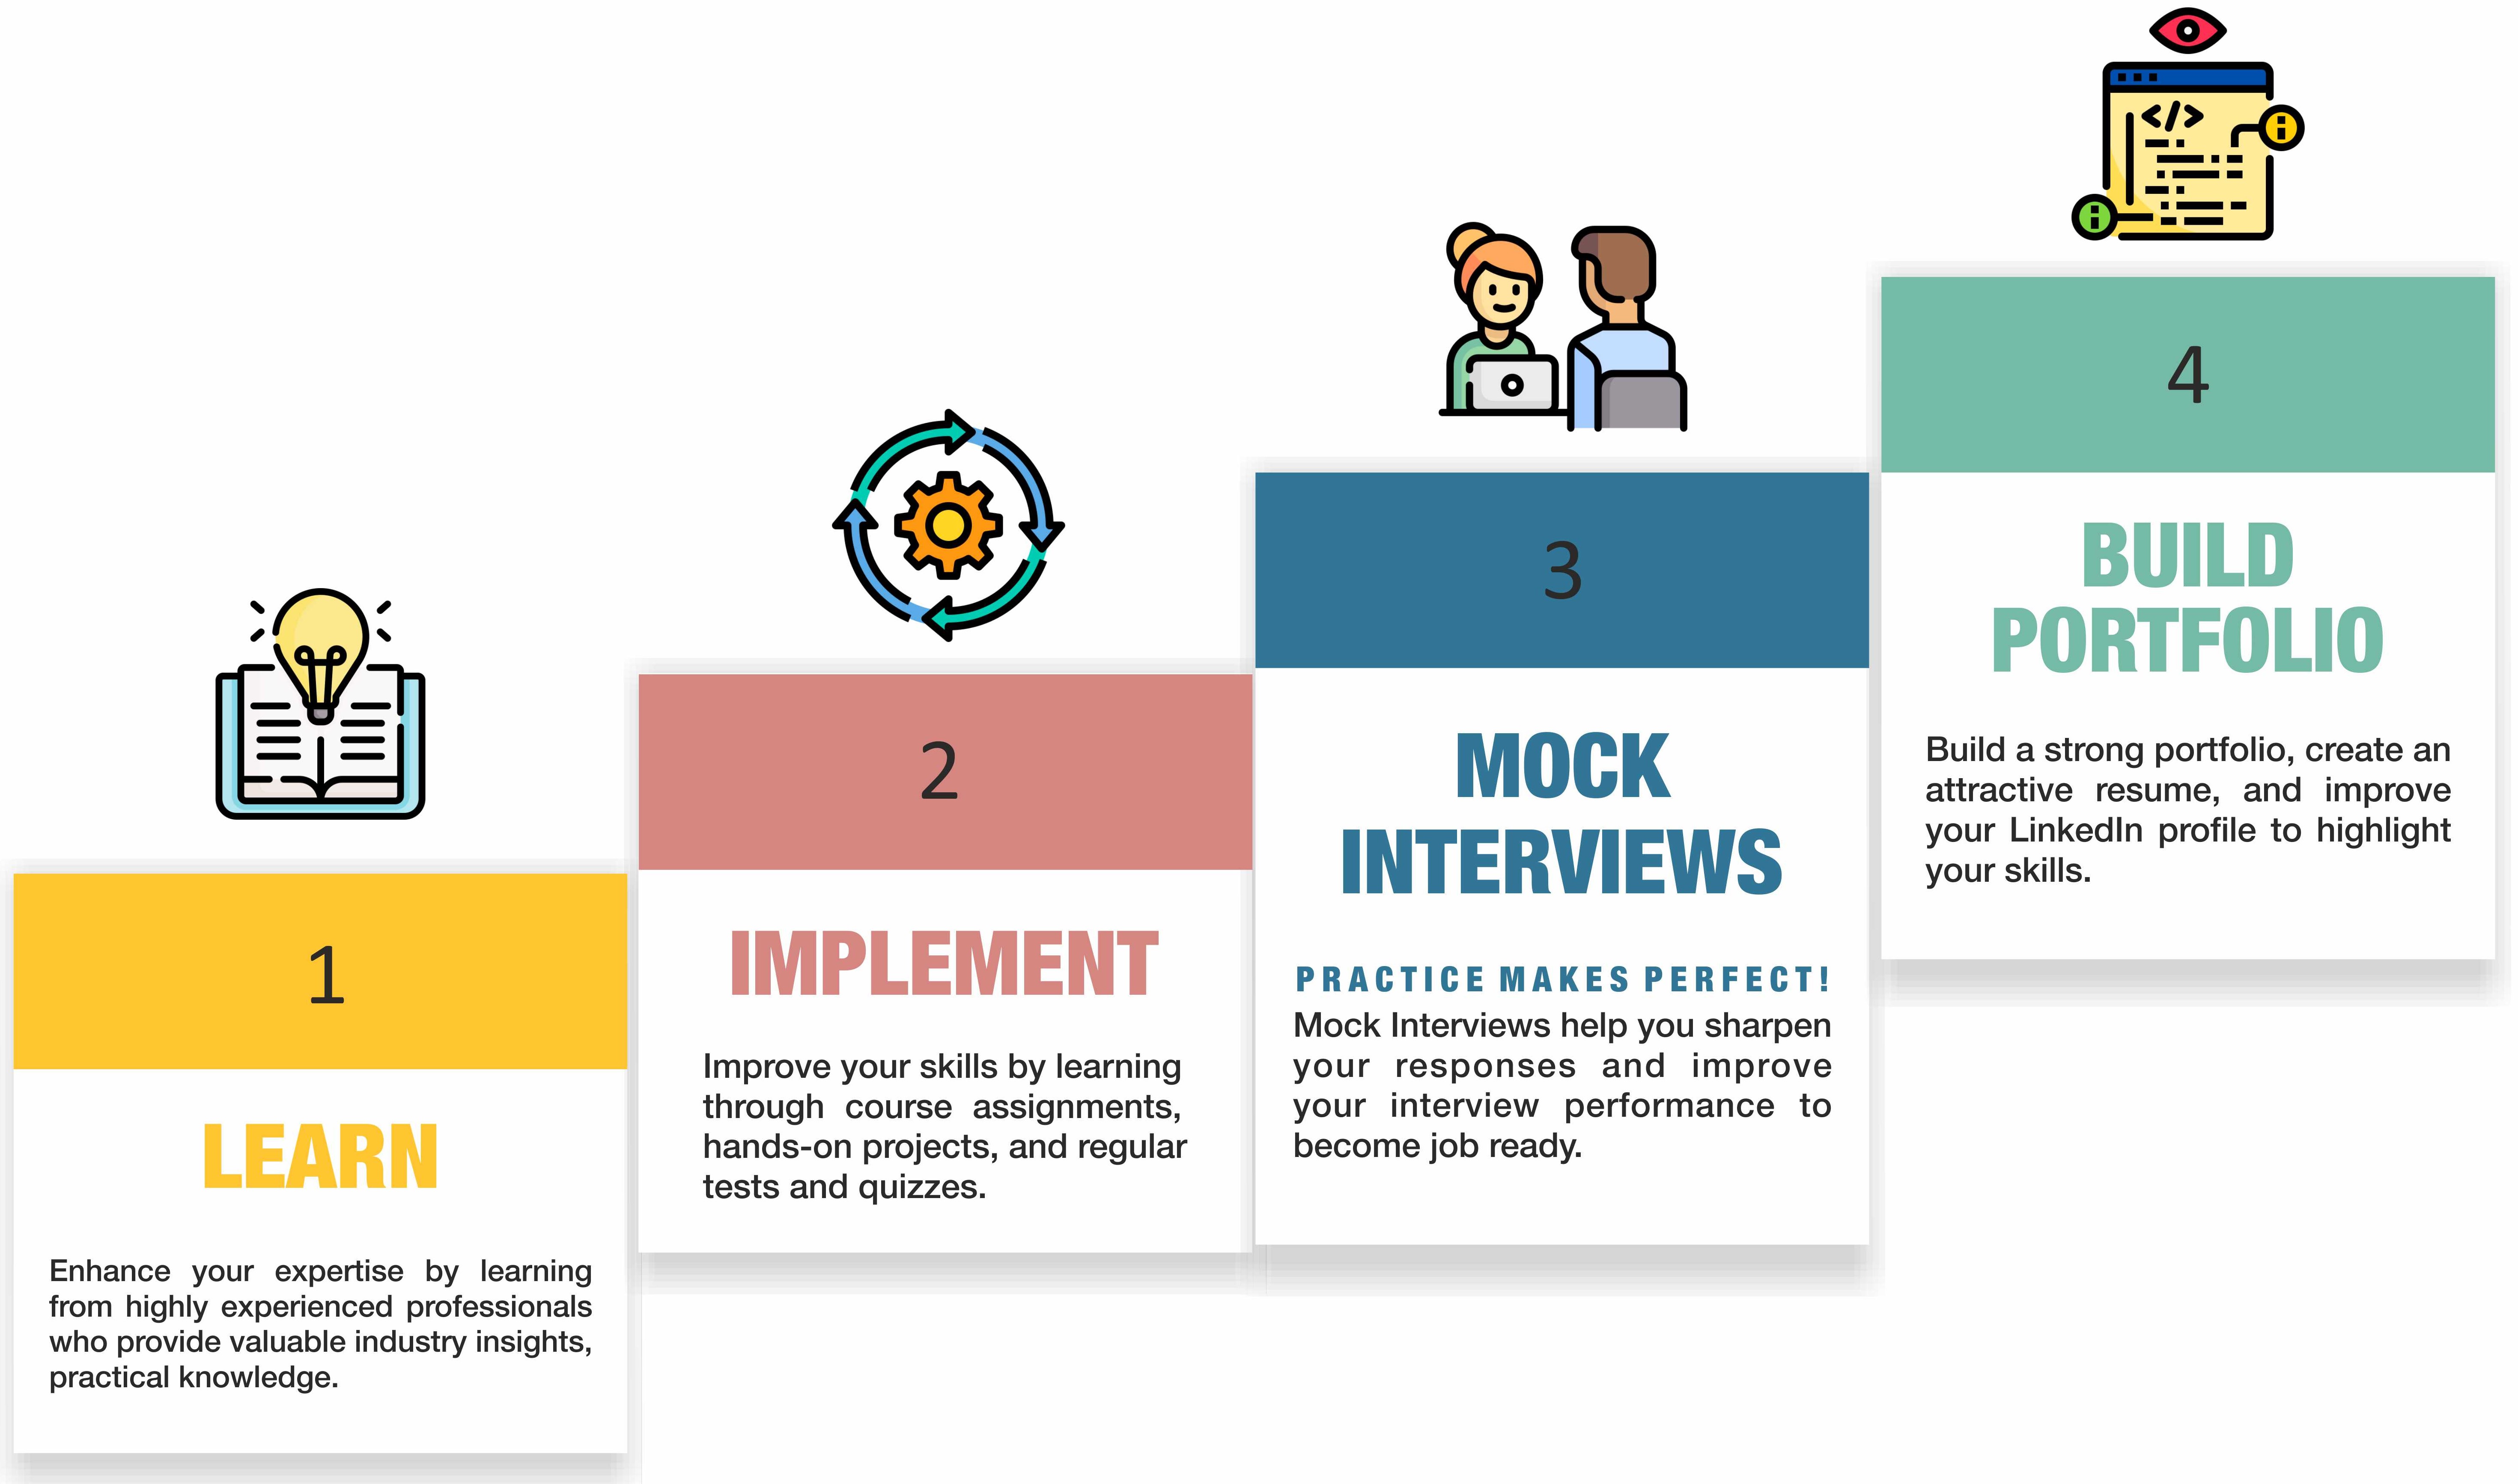 1
LEARN
Enhance your expertise by learning
from highly experienced professionals
who provide valuable industry insights,
practical knowledge.
2
IMPLEMENT
Improve your skills by learning
through course assignments,
hands-on projects, and regular
tests and quizzes.
3
MOCK
INTERVIEWS
PRACTICE MAKES PERFECT!
Mock Interviews help you sharpen
your responses and improve
your interview performance to
become job ready.
4
BUILD
PORTFOLIO
Build a strong portfolio, create an
attractive resume, and improve
your LinkedIn profile to highlight
your skills.